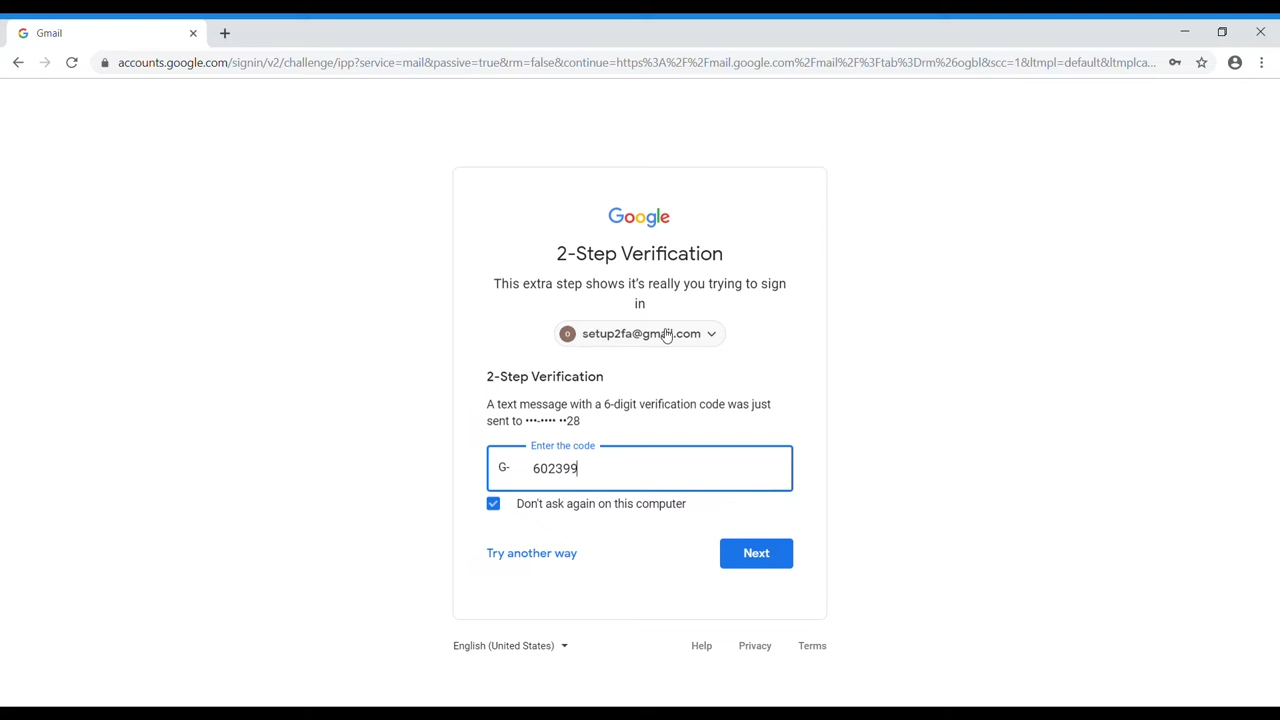 Gmail
accounts.google.com/signin/v2/challenge/ipp?service=mail&passive=true&rm=false&continue=https%3A%2F%2Fmail.google.com%2Fmail%2F%3Ftab%3Drm%26ogbl&scc=1&ltmpl=default&ltmplca...
Google
2-Step Verification
This extra step shows it's really you trying to sign
in
o setup2fa@gmail.com
2-Step Verification
A text message with a 6-digit verification code was just
sent to •••-•••• ••28
Enter the code
G- 602399
Don't ask again on this computer
Try another way
Next
English (United States)
Help Privacy Terms